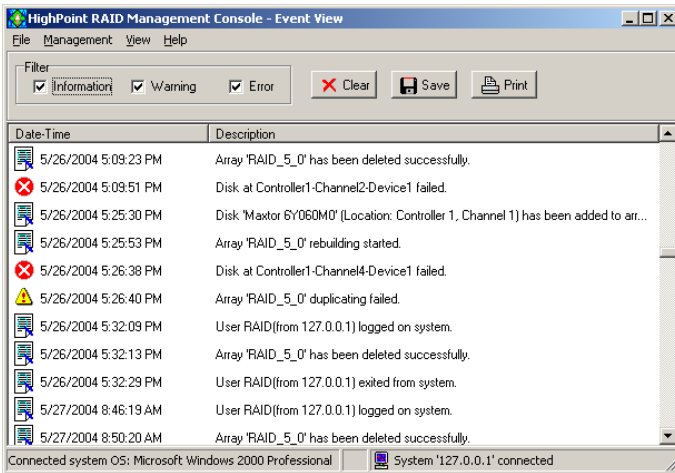 HighPoint RAID Management Console - Event View
File Management View Help
Filter
Information Warning Error Clear Save Print
Date-Time Description
5/26/2004 5:09:23 PM Array 'RAID_5_0' has been deleted successfully.
5/26/2004 5:09:51 PM Disk at Controller1-Channel2-Device1 failed.
5/26/2004 5:25:30 PM Disk 'Maxtor 6Y060M0' (Location: Controller 1, Channel 1) has been added to arr...
5/26/2004 5:25:53 PM Array 'RAID_5_0' rebuilding started.
5/26/2004 5:26:38 PM Disk at Controller1-Channel4-Device1 failed.
5/26/2004 5:26:40 PM Array 'RAID_5_0' duplicating failed.
5/26/2004 5:32:09 PM User RAID(from 127.0.0.1) logged on system.
5/26/2004 5:32:13 PM Array 'RAID_5_0' has been deleted successfully.
5/26/2004 5:32:29 PM User RAID(from 127.0.0.1) exited from system.
5/27/2004 8:46:19 AM User RAID(from 127.0.0.1) logged on system.
5/27/2004 8:50:20 AM Array 'RAID_5_0' has been deleted successfully.
Connected system OS: Microsoft Windows 2000 Professional System '127.0.0.1' connected